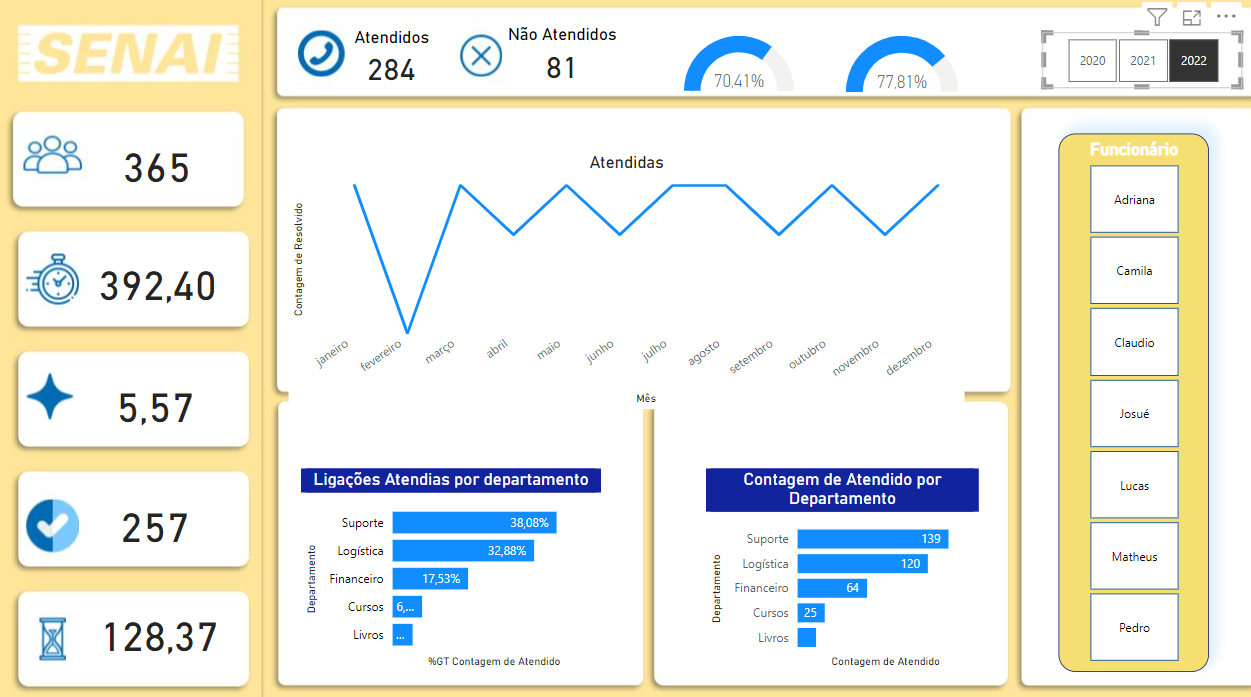 SENAI
Atendidos
284
Não Atendidos
81
70,41%
77,81%
2020
2021
2022
365
392,40
5,57
257
128,37
Atendidas
Contagem de Resolvido
janeiro
fevereiro
março
abril
maio
junho
julho
agosto
setembro
outubro
novembro
dezembro
Mês
Ligações Atendias por departamento
Departamento
Suporte
38,08%
Logística
32,88%
Financeiro
17,53%
Cursos
6,...
Livros
...
%GT Contagem de Atendido
Contagem de Atendido por
Departamento
Departamento
Suporte
139
Logística
120
Financeiro
64
Cursos
25
Livros
Contagem de Atendido
Funcionário
Adriana
Camila
Claudio
Josué
Lucas
Matheus
Pedro